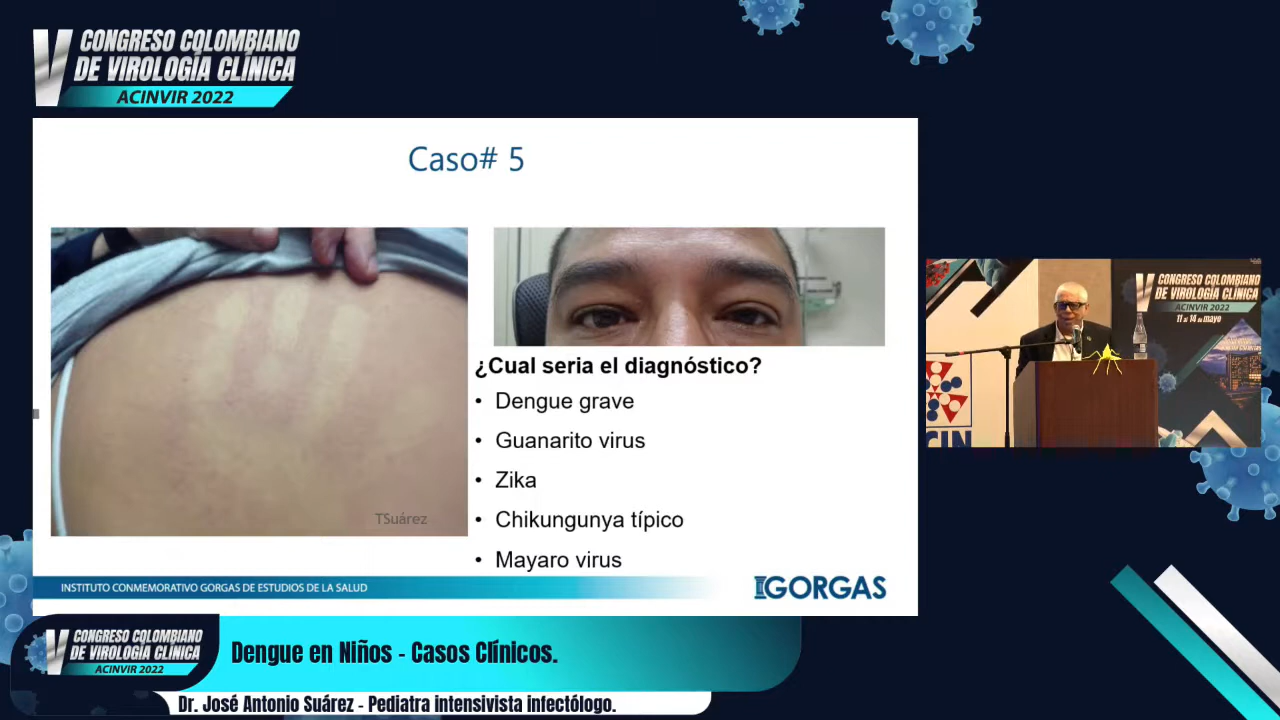 V CONGRESO COLOMBIANO
DE VIROLOGÍA CLÍNICA
ACINVIR 2022
Caso# 5
TSuárez
¿Cual seria el diagnóstico?
• Dengue grave
• Guanarito virus
• Zika
• Chikungunya típico
• Mayaro virus
INSTITUTO CONMEMORATIVO GORGAS DE ESTUDIOS DE LA SALUD
GORGAS
V CONGRESO COLOMBIANO
DE VIROLOGÍA CLÍNICA
ACINVIR 2022
11 al 14 de mayo
CIN
V CONGRESO COLOMBIANO
DE VIROLOGÍA CLÍNICA
ACINVIR 2022
Dengue en Niños - Casos Clínicos.
Dr. José Antonio Suárez - Pediatra intensivista infectólogo.